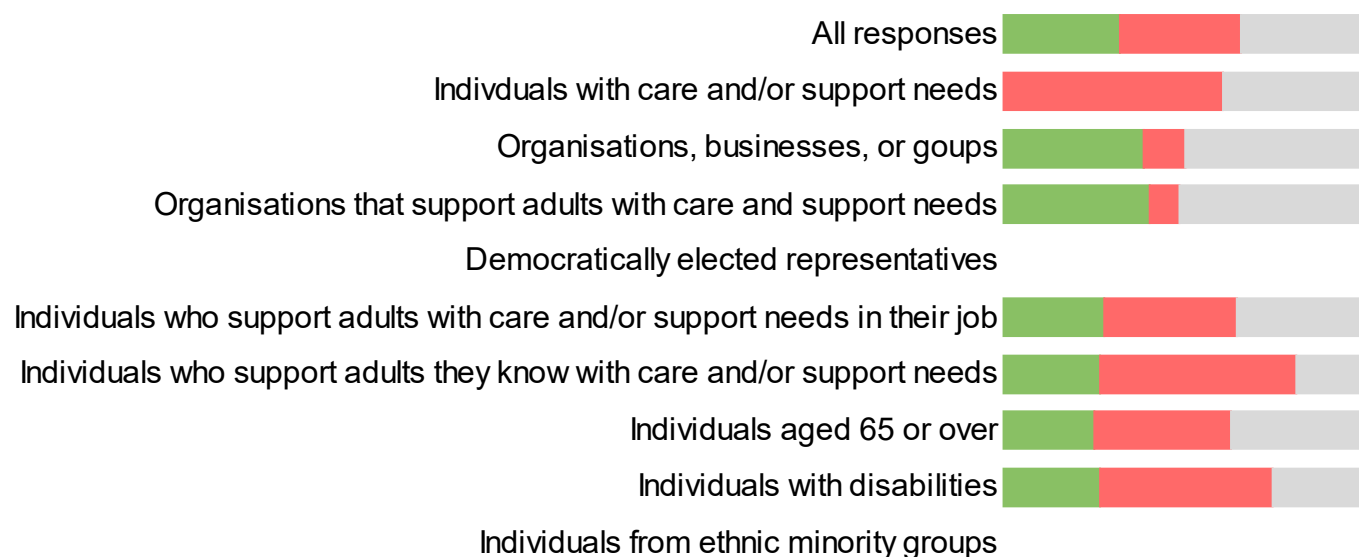 All responses
Indivduals with care and/or support needs
Organisations, businesses, or goups
Organisations that support adults with care and support needs
Democratically elected representatives
Individuals who support adults with care and/or support needs in their job
Individuals who support adults they know with care and/or support needs
Individuals aged 65 or over
Individuals with disabilities
Individuals from ethnic minority groups